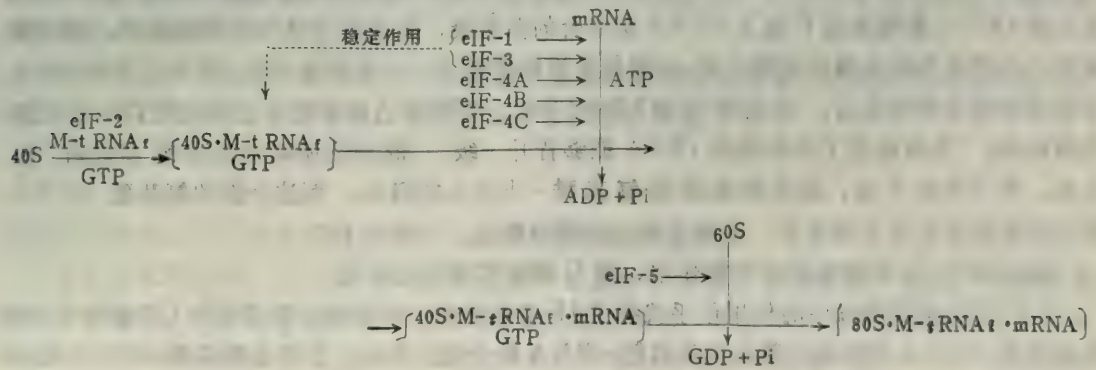 mRNA
稳定作用 eIF-1
eIF-3
eIF-4A ATP
eIF-4B
eIF-4C
eIF-2
40S M-tRNAf 40S·M-tRNAf
GTP GTP
ADP+Pi
60S
eIF-5
40S·M-tRNAf·mRNA 80S·M-tRNAf·mRNA
GTP
GDP+Pi